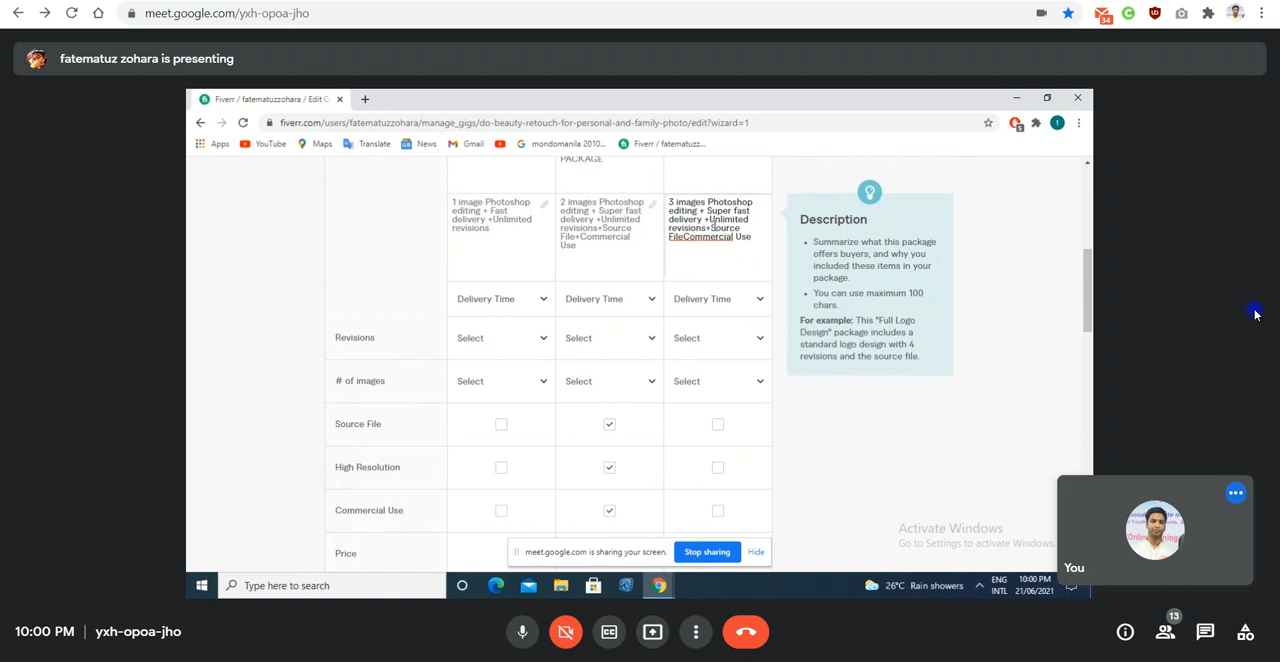 meet.google.com/yxh-opoa-jho
34
fatematuz zohara is presenting
Fiverr / fatematuzzohara / Edit G
fiverr.com/users/fatematuzzohara/manage_gigs/do-beauty-retouch-for-personal-and-family-photo/edit?wizard=1
Apps YouTube Maps Translate News Gmail mondomanila 2010... Fiverr / fatematuzz...
PACKAGE
1 image Photoshop
editing + Fast
delivery +Unlimited
revisions
2 images Photoshop
editing + Super fast
delivery +Unlimited
revisions+Source
File+Commercial
Use
3 images Photoshop
editing + Super fast
delivery +Unlimited
revisions+Source
FileCommercial Use
Description
Summarize what this package
offers buyers, and why you
included these items in your
package.
You can use maximum 100
chars.
For example: This "Full Logo
Design" package includes a
standard logo design with 4
revisions and the source file.
Delivery Time Delivery Time Delivery Time
Revisions Select Select Select
# of images Select Select Select
Source File
High Resolution
Commercial Use
Price
Activate Windows
Go to Settings to activate Windows.
meet.google.com is sharing your screen. Stop sharing Hide
You
Type here to search
26°C Rain showers
ENG
INTL
10:00 PM
21/06/2021
10:00 PM yxh-opoa-jho
13